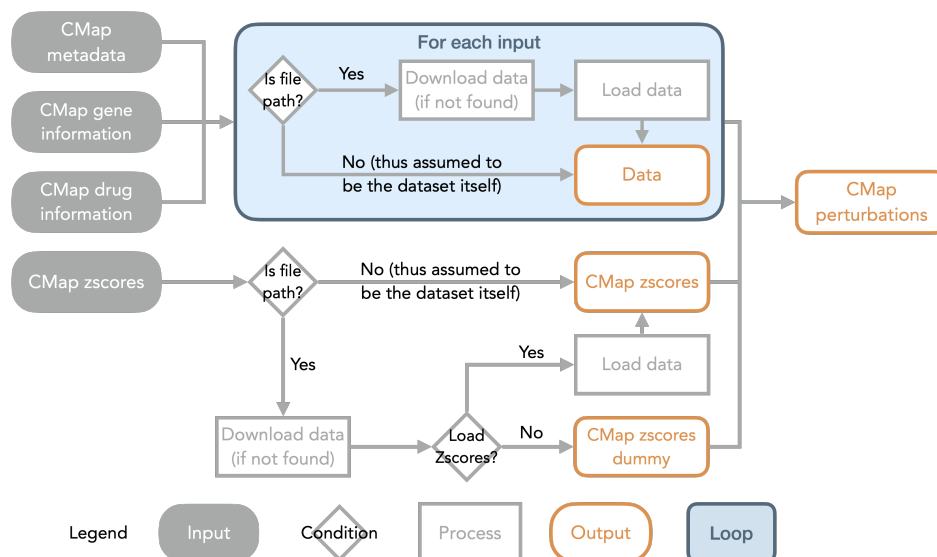 CMap
metadata
CMap gene
information
CMap drug
information
For each input
Is file
path?
Yes
Download data
(if not found)
Load data
No (thus assumed to
be the dataset itself)
Data
CMap
perturbations
CMap zscores
Is file
path?
No (thus assumed to
be the dataset itself)
CMap zscores
Yes
Yes
Load data
Download data
(if not found)
Load
Zscores?
No
CMap zscores
dummy
Legend
Input
Condition
Process
Output
Loop